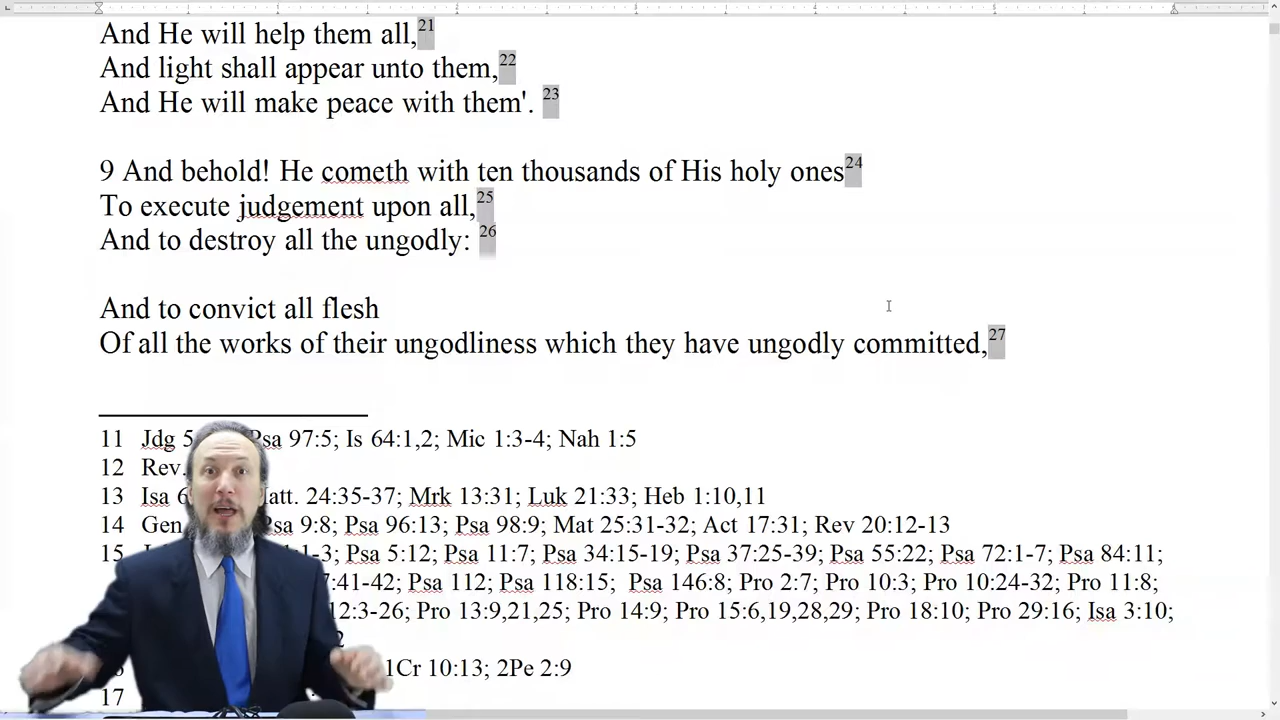 And He will help them all,21
And light shall appear unto them,22
And He will make peace with them'. 23
9 And behold! He cometh with ten thousands of His holy ones24
To execute judgement upon all,25
And to destroy all the ungodly: 26
And to convict all flesh
Of all the works of their ungodliness which they have ungodly committed,27
11 Jdg 5 Psa 97:5; Is 64:1,2; Mic 1:3-4; Nah 1:5
12 Rev.
13 Isa 6 Matt. 24:35-37; Mrk 13:31; Luk 21:33; Heb 1:10,11
14 Gen Psa 9:8; Psa 96:13; Psa 98:9; Mat 25:31-32; Act 17:31; Rev 20:12-13
15 :1-3; Psa 5:12; Psa 11:7; Psa 34:15-19; Psa 37:25-39; Psa 55:22; Psa 72:1-7; Psa 84:11;
7:41-42; Psa 112; Psa 118:15; Psa 146:8; Pro 2:7; Pro 10:3; Pro 10:24-32; Pro 11:8;
12:3-26; Pro 13:9,21,25; Pro 14:9; Pro 15:6,19,28,29; Pro 18:10; Pro 29:16; Isa 3:10;
2
1Cr 10:13; 2Pe 2:9
17